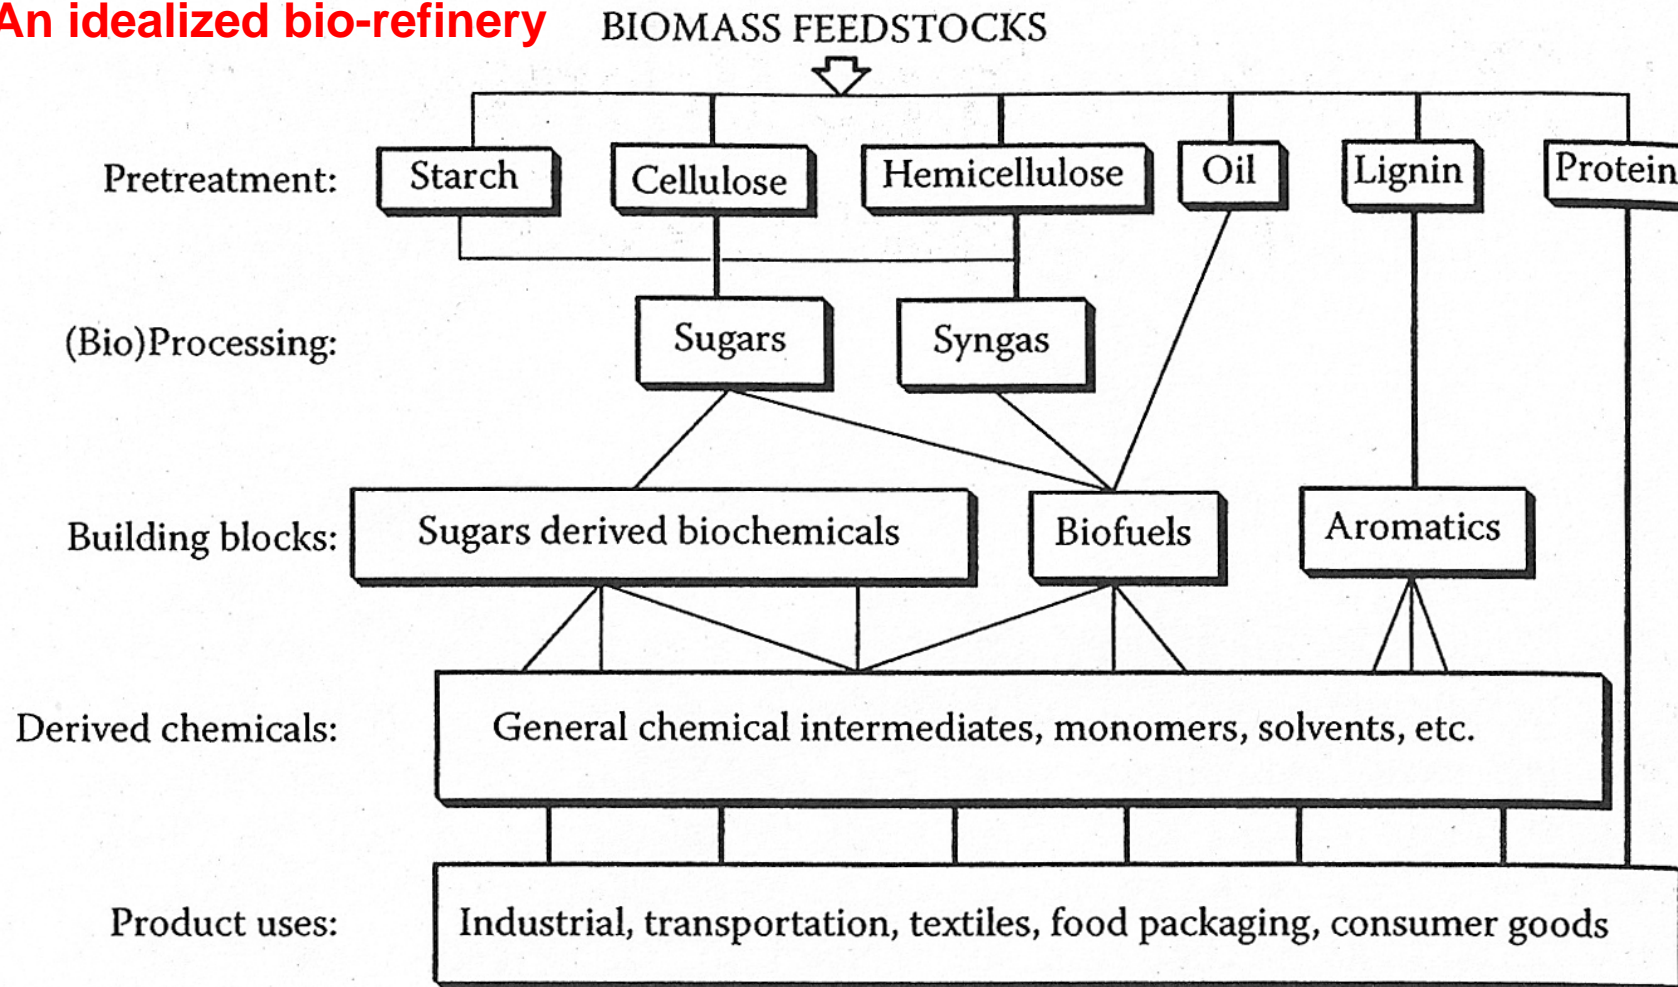 An idealized bio-refinery
BIOMASS FEEDSTOCKS
Pretreatment: Starch Cellulose Hemicellulose Oil Lignin Protein
(Bio)Processing: Sugars Syngas
Building blocks: Sugars derived biochemicals Biofuels Aromatics
Derived chemicals: General chemical intermediates, monomers, solvents, etc.
Product uses: Industrial, transportation, textiles, food packaging, consumer goods